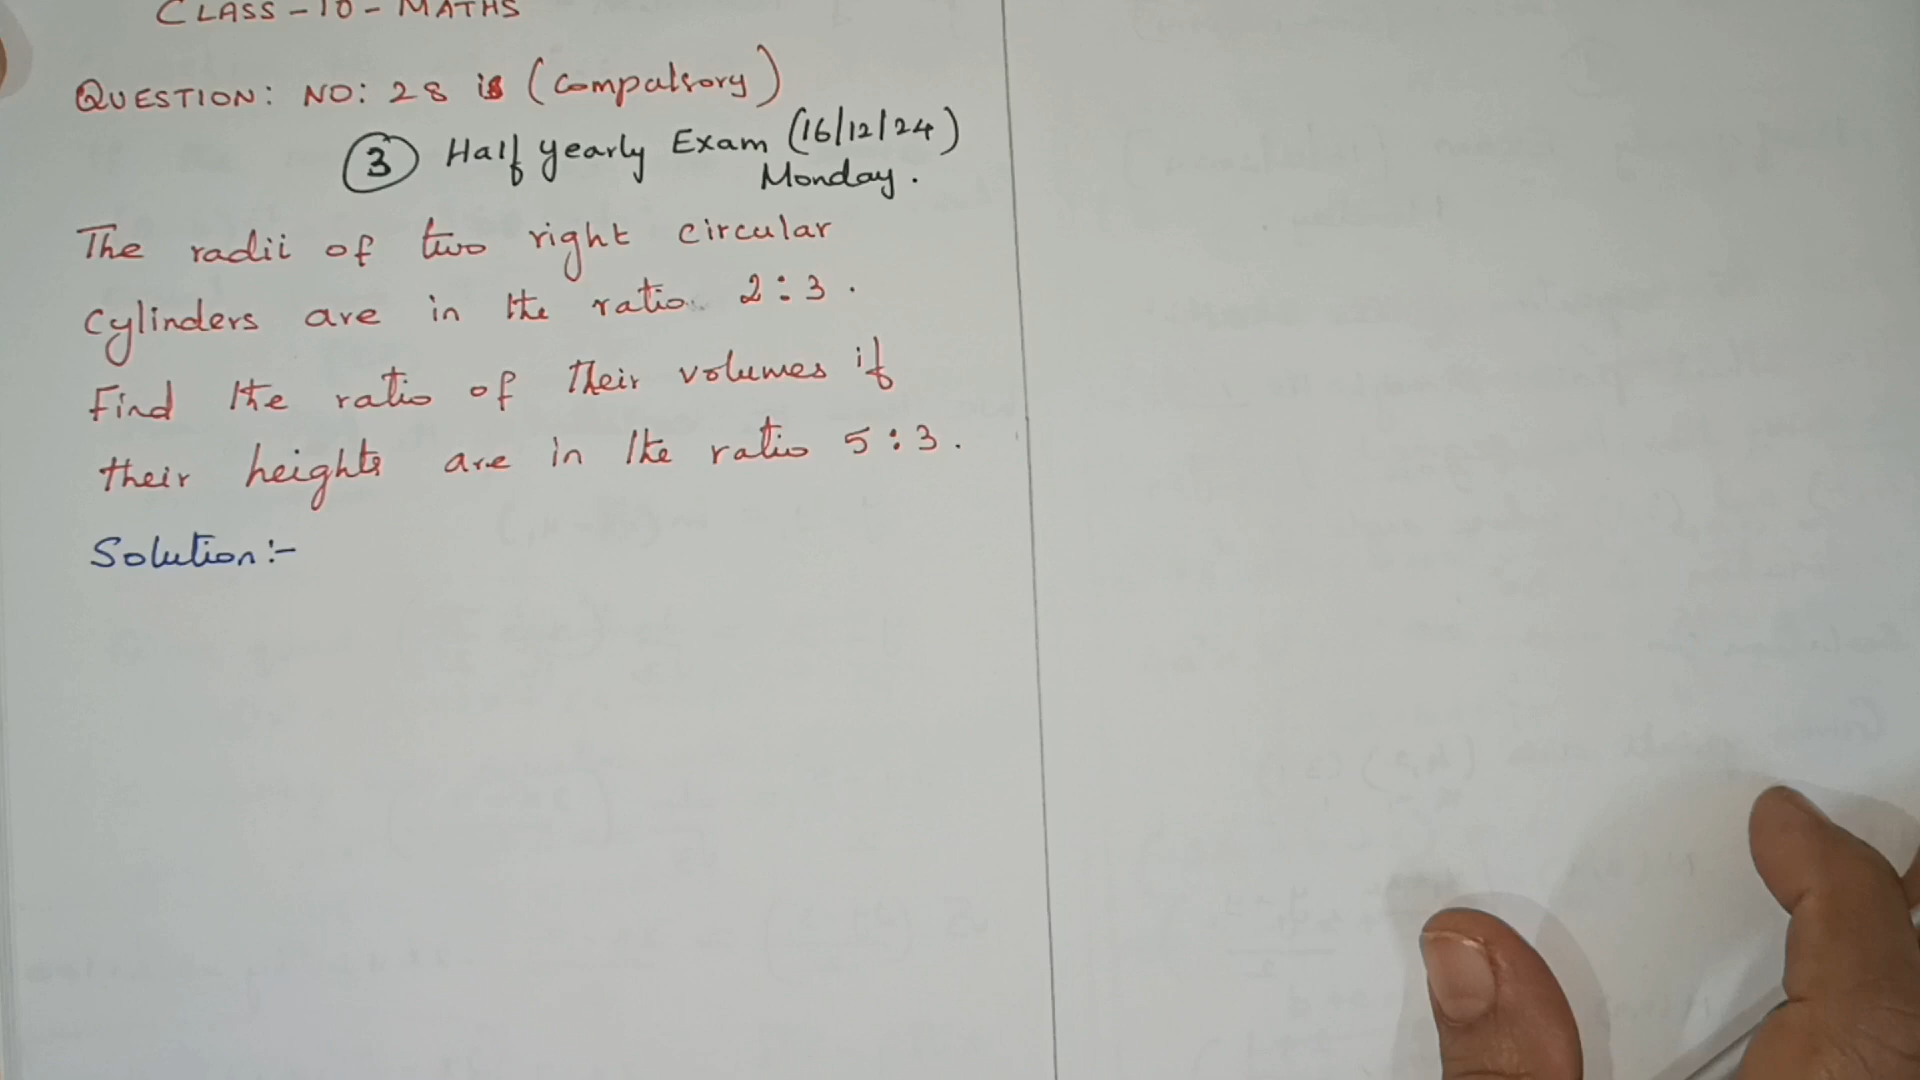 CLASS - 10 - MATHS
QUESTION: NO: 28 is (Compulsory)
3 Half yearly Exam (16/12/24)
Monday.
The radii of two right circular
cylinders are in the ratio 2:3.
Find the ratio of their volumes if
their heights are in the ratio 5:3.
Solution:-